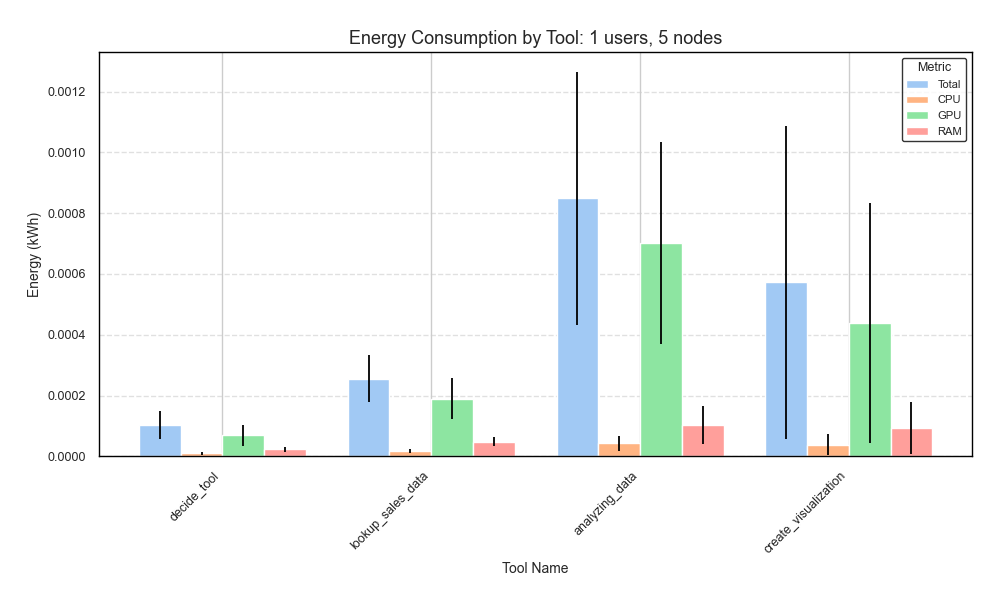 Energy Consumption by Tool: 1 users, 5 nodes
Metric
Total
CPU
GPU
RAM
Energy (kWh)
0.0012
0.0010
0.0008
0.0006
0.0004
0.0002
0.0000
decide_tool
lookup_sales_data
analyzing_data
create_visualization
Tool Name